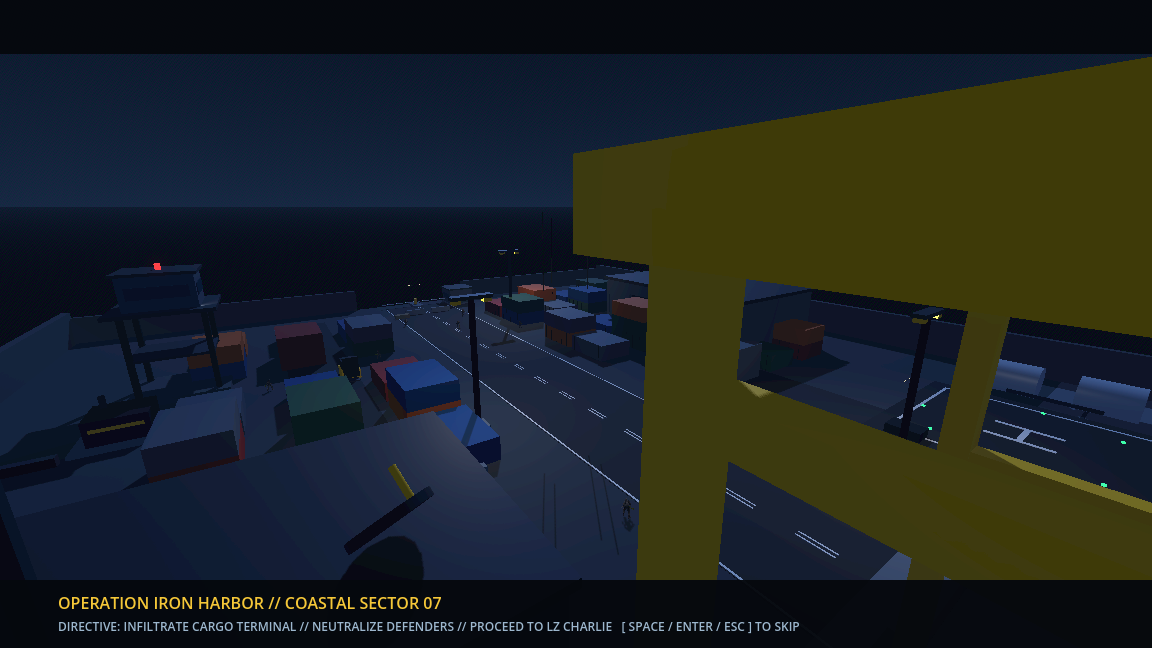 OPERATION IRON HARBOR // COASTAL SECTOR 07
DIRECTIVE: INFILTRATE CARGO TERMINAL // NEUTRALIZE DEFENDERS // PROCEED TO LZ CHARLIE [ SPACE / ENTER / ESC ] TO SKIP